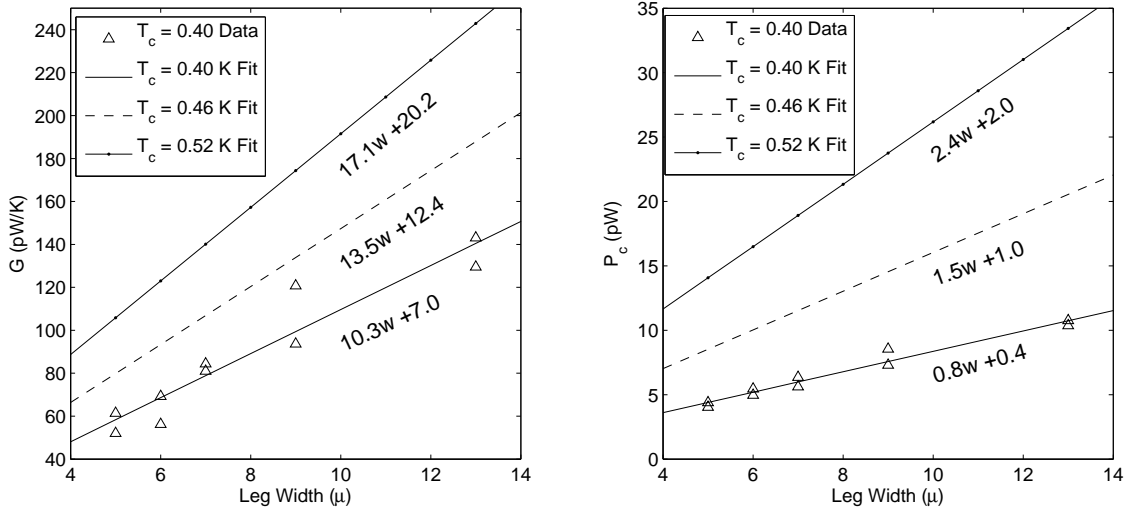 260
240
220
200
180
160
140
120
100
80
60
40
G (pW/K)
T_c = 0.40 Data
T_c = 0.40 K Fit
T_c = 0.46 K Fit
T_c = 0.52 K Fit
17.1w +20.2
13.5w +12.4
10.3w +7.0
4 6 8 10 12 14
Leg Width (μ)
35
30
25
20
15
10
5
0
P_c (pW)
T_c = 0.40 Data
T_c = 0.40 K Fit
T_c = 0.46 K Fit
T_c = 0.52 K Fit
2.4w +2.0
1.5w +1.0
0.8w +0.4
4 6 8 10 12 14
Leg Width (μ)